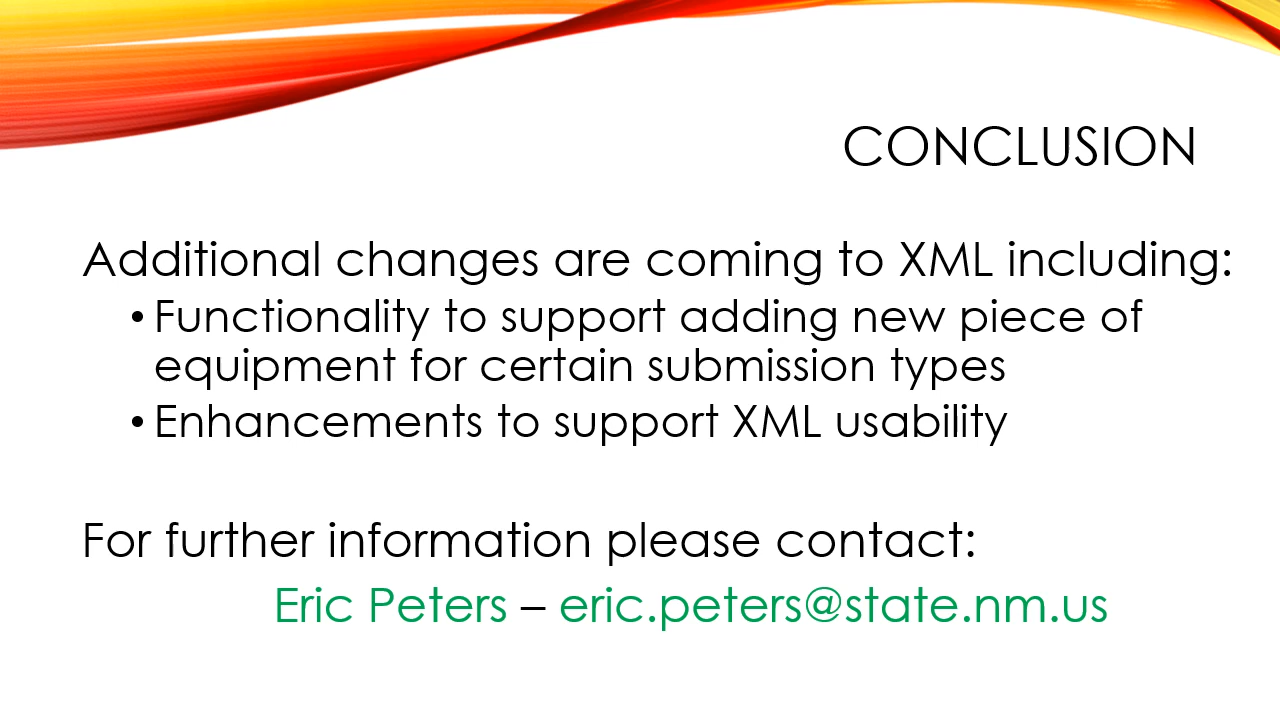 CONCLUSION
Additional changes are coming to XML including:
• Functionality to support adding new piece of
equipment for certain submission types
• Enhancements to support XML usability
For further information please contact:
Eric Peters – eric.peters@state.nm.us